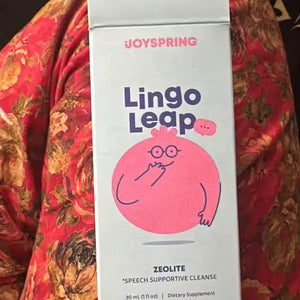 JOYSPRING
Lingo
Leap
ZEOLITE
*SPEECH SUPPORTIVE CLEANSE
30 mL (1 fl oz) | Dietary Supplement